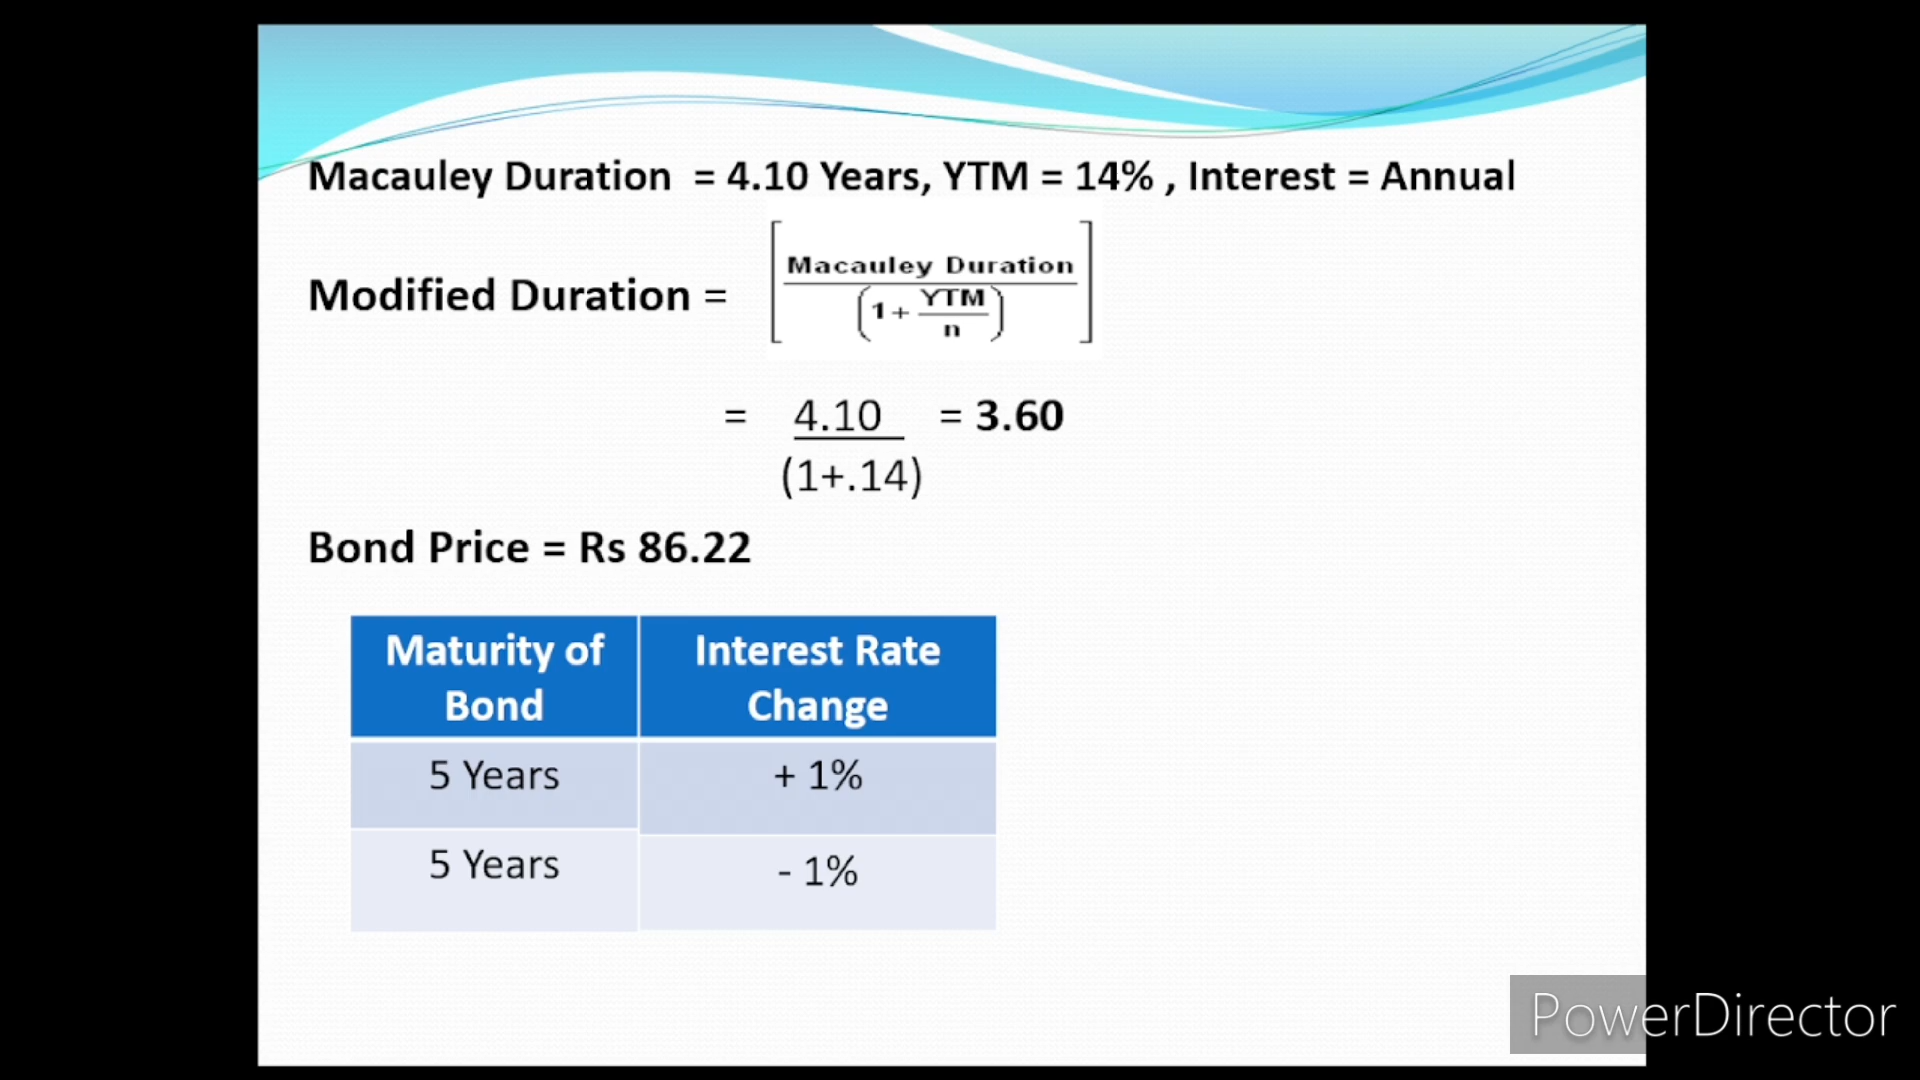 Macauley Duration = 4.10 Years, YTM = 14% , Interest = Annual
Modified Duration = [ Macauley Duration / ( 1 + YTM / n ) ]
= 4.10 = 3.60
(1+.14)
Bond Price = Rs 86.22
Maturity of Bond Interest Rate Change
5 Years + 1%
5 Years - 1%
PowerDirector